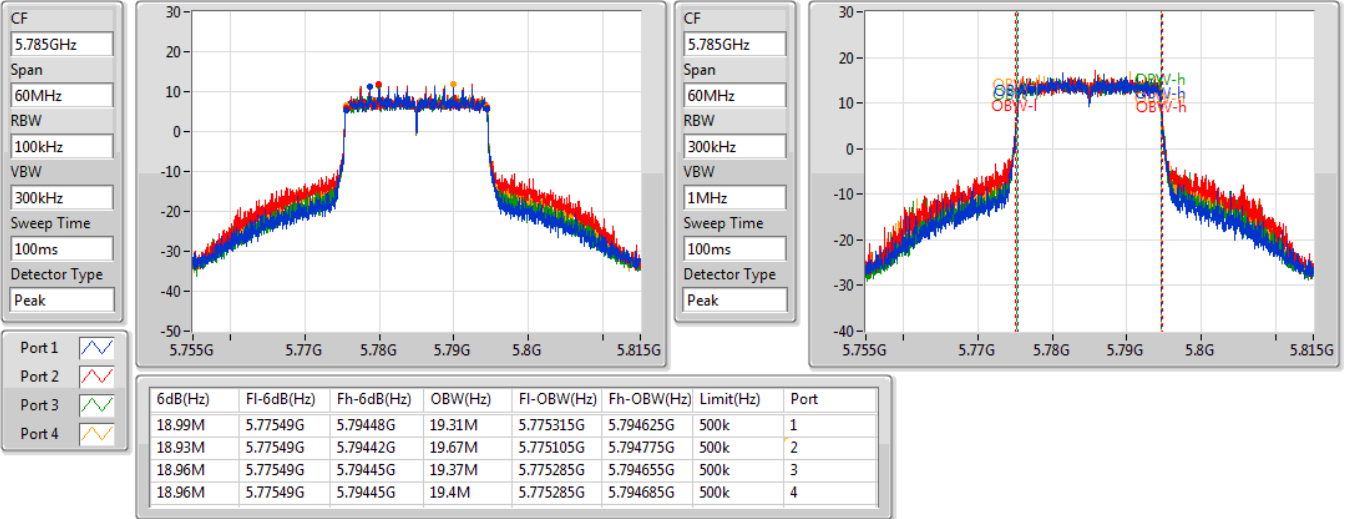 CF
5.785GHz
Span
60MHz
RBW
100kHz
VBW
300kHz
Sweep Time
100ms
Detector Type
Peak
30
20
10
0
-10
-20
-30
-40
-50
5.755G 5.77G 5.78G 5.79G 5.8G 5.815G
CF
5.785GHz
Span
60MHz
RBW
300kHz
VBW
1MHz
Sweep Time
100ms
Detector Type
Peak
30
20
10
0
-10
-20
-30
-40
OBW-l
OBW-h
OBW-h
5.755G 5.77G 5.78G 5.79G 5.8G 5.815G
Port 1
Port 2
Port 3
Port 4
6dB(Hz) Fl-6dB(Hz) Fh-6dB(Hz) OBW(Hz) Fl-OBW(Hz) Fh-OBW(Hz) Limit(Hz) Port
18.99M 5.77549G 5.79448G 19.31M 5.775315G 5.794625G 500k 1
18.93M 5.77549G 5.79442G 19.67M 5.775105G 5.794775G 500k 2
18.96M 5.77549G 5.79445G 19.37M 5.775285G 5.794655G 500k 3
18.96M 5.77549G 5.79445G 19.4M 5.775285G 5.794685G 500k 4